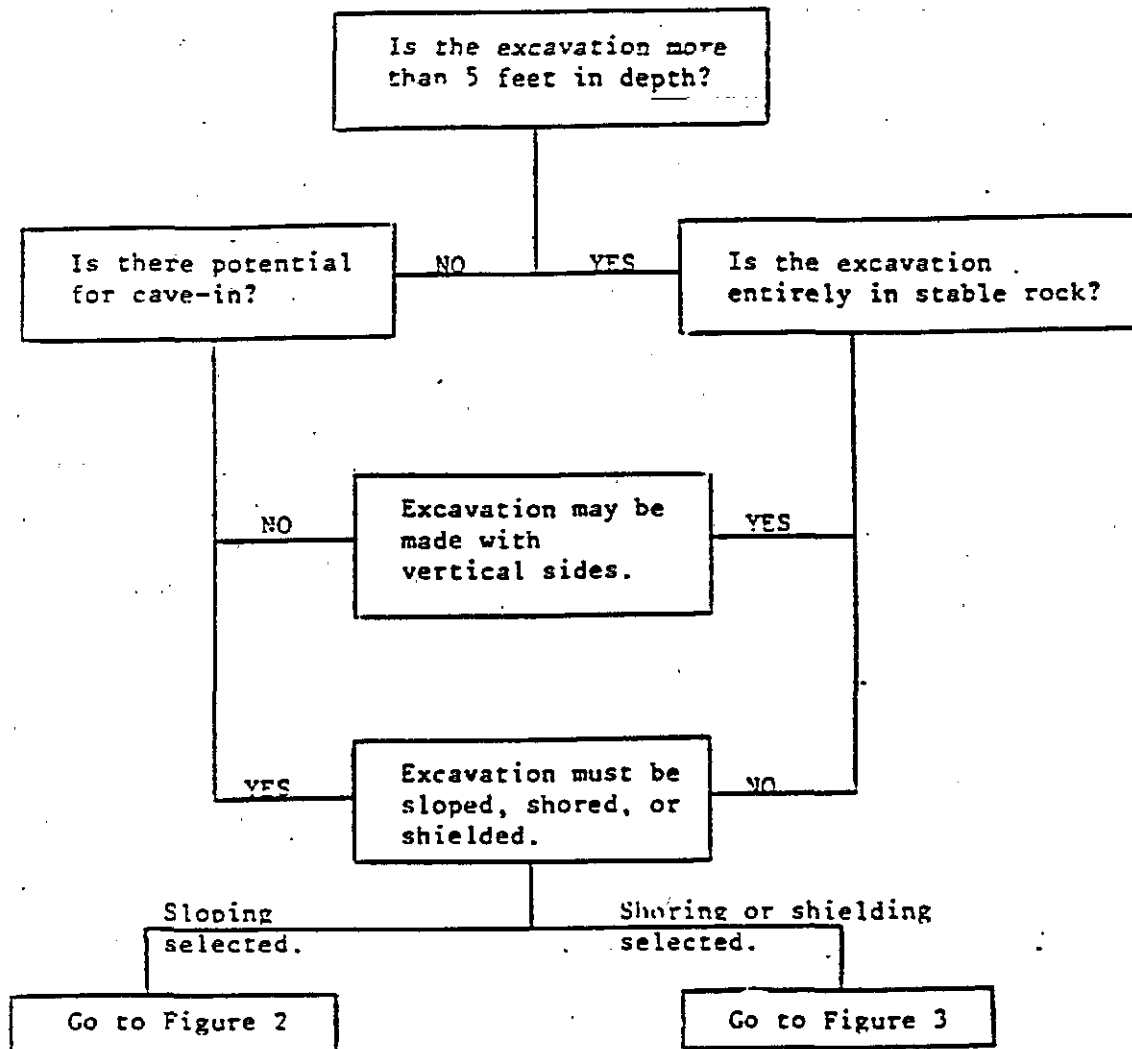 Is the excavation more
than 5 feet in depth?
Is there potential
for cave-in?
NO
YES
Is the excavation
entirely in stable rock?
NO
Excavation may be
made with
vertical sides.
YES
YES
Excavation must be
sloped, shored, or
shielded.
NO
Sloping
selected.
Shoring or shielding
selected.
Go to Figure 2
Go to Figure 3